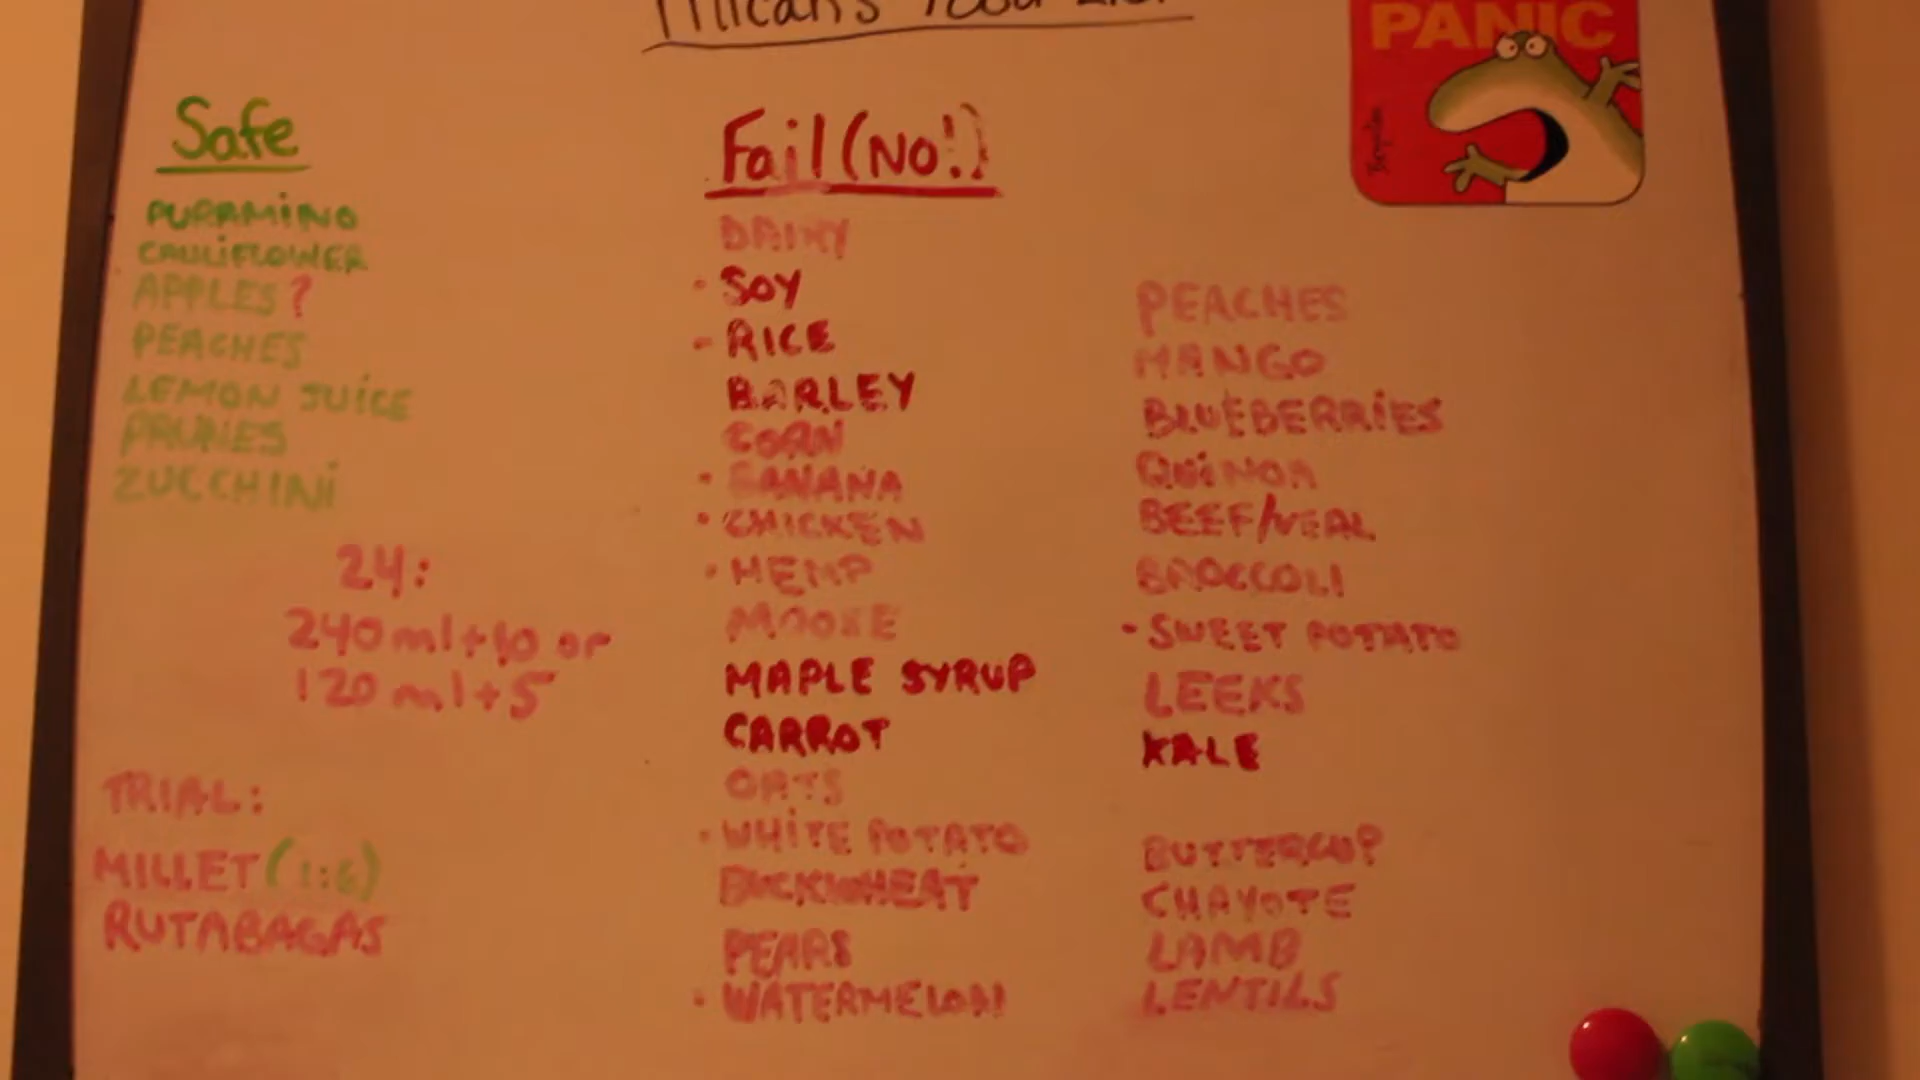 PANIC
Safe
PURAMINO
CAULIFLOWER
APPLES?
PEACHES
LEMON JUICE
PRUNES
ZUCCHINI
24:
240ml+10 or
120ml+5
TRIAL:
MILLET (1:6)
RUTABAGAS
Fail (NO!)
DAIRY
- SOY
- RICE
BARLEY
CORN
- BANANA
- CHICKEN
- HEMP
MOOSE
MAPLE SYRUP
CARROT
OATS
- WHITE POTATO
BUCKWHEAT
PEARS
- WATERMELON
PEACHES
MANGO
BLUEBERRIES
QUINOA
BEEF/VEAL
BROCCOLI
- SWEET POTATO
LEEKS
KALE
BUTTERCUP
CHAYOTE
LAMB
LENTILS